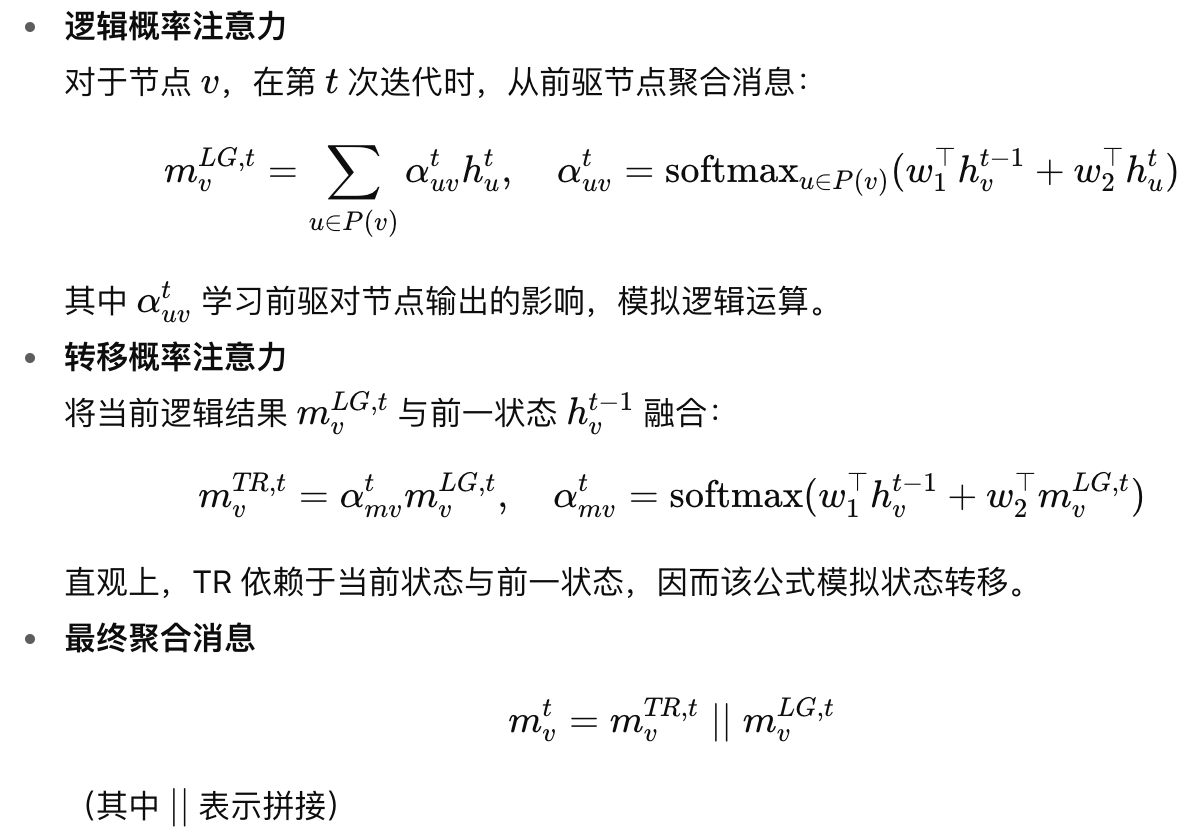 • 逻辑概率注意力
对于节点 $v$，在第 $t$ 次迭代时，从前驱节点聚合消息：
$m_v^{LG,t} = \sum_{u \in P(v)} \alpha_{uv}^t h_u^t, \quad \alpha_{uv}^t = \text{softmax}_{u \in P(v)}(w_1^\top h_v^{t-1} + w_2^\top h_u^t)$
其中 $\alpha_{uv}^t$ 学习前驱对节点输出的影响，模拟逻辑运算。
• 转移概率注意力
将当前逻辑结果 $m_v^{LG,t}$ 与前一状态 $h_v^{t-1}$ 融合：
$m_v^{TR,t} = \alpha_{mv}^t m_v^{LG,t}, \quad \alpha_{mv}^t = \text{softmax}(w_1^\top h_v^{t-1} + w_2^\top m_v^{LG,t})$
直观上，TR 依赖于当前状态与前一状态，因而该公式模拟状态转移。
• 最终聚合消息
$m_v^t = m_v^{TR,t} \, || \, m_v^{LG,t}$
（其中 $||$ 表示拼接）